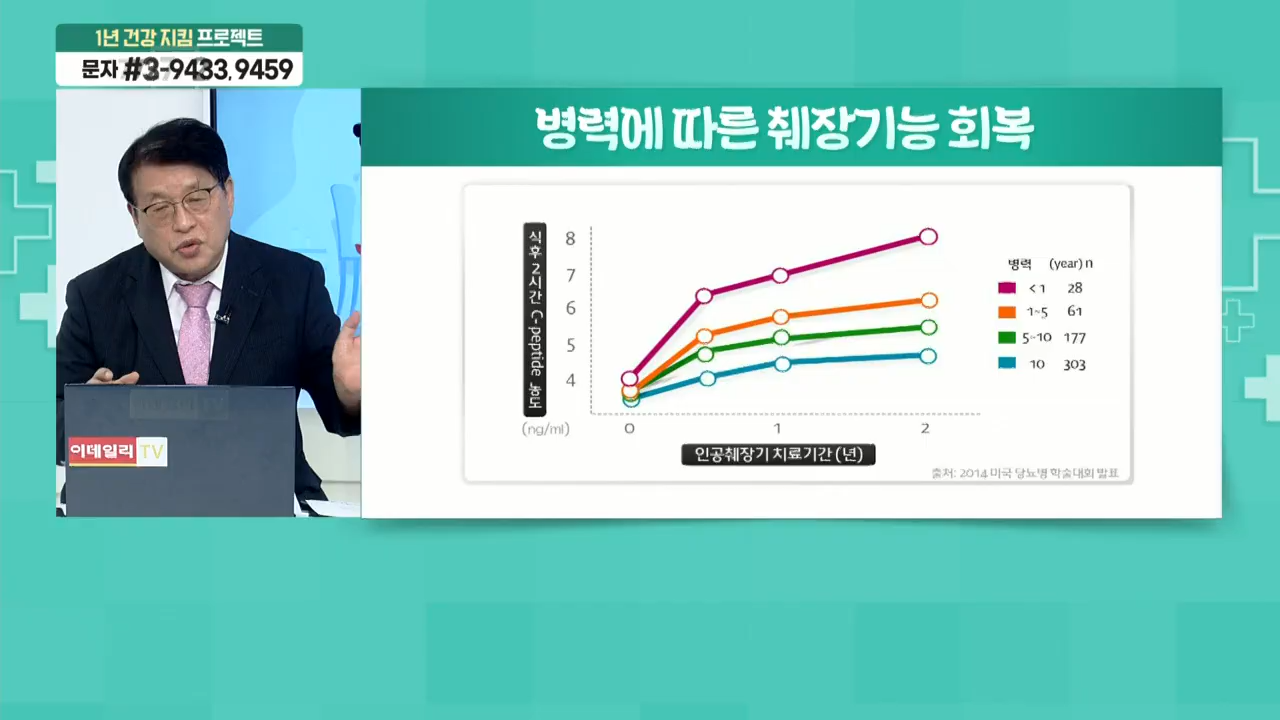 1년 건강 지킴 프로젝트
문자 #3-9433, 9459
병력에 따른 췌장기능 회복
식후 2시간 C-peptide 농도
(ng/ml)
8
7
6
5
4
0
1
2
인공췌장기 치료기간 (년)
병력 (year) n
<1 28
1~5 61
5~10 177
10 303
출처: 2014 미국 당뇨병 학술대회 발표
이데일리 TV